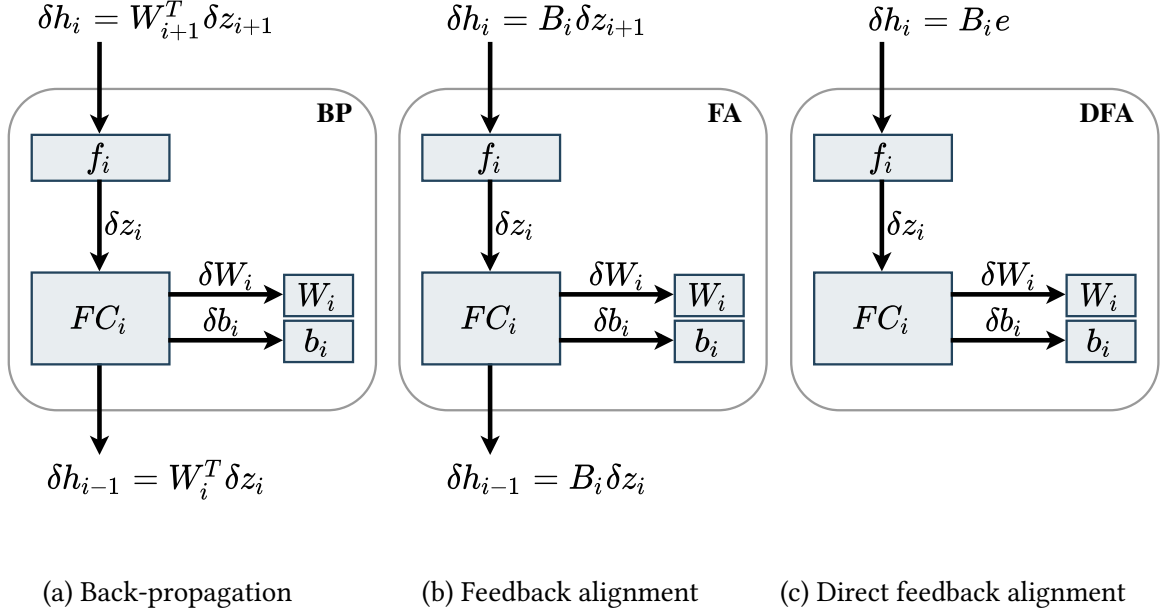 δh_i = W_{i+1}^T δz_{i+1}
BP
f_i
δz_i
FC_i
δW_i
W_i
δb_i
b_i
δh_{i−1} = W_i^T δz_i
(a) Back-propagation
δh_i = B_i δz_{i+1}
FA
f_i
δz_i
FC_i
δW_i
W_i
δb_i
b_i
δh_{i−1} = B_i δz_i
(b) Feedback alignment
δh_i = B_i e
DFA
f_i
δz_i
FC_i
δW_i
W_i
δb_i
b_i
(c) Direct feedback alignment